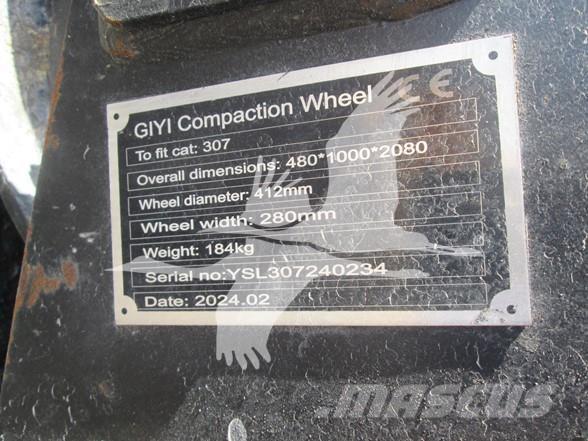 GIYI Compaction Wheel CE
To fit cat: 307
Overall dimensions: 480*1000*2080
Wheel diameter: 412mm
Wheel width: 280mm
Weight: 184kg
Serial no:YSL307240234
Date: 2024.02
MASCUS